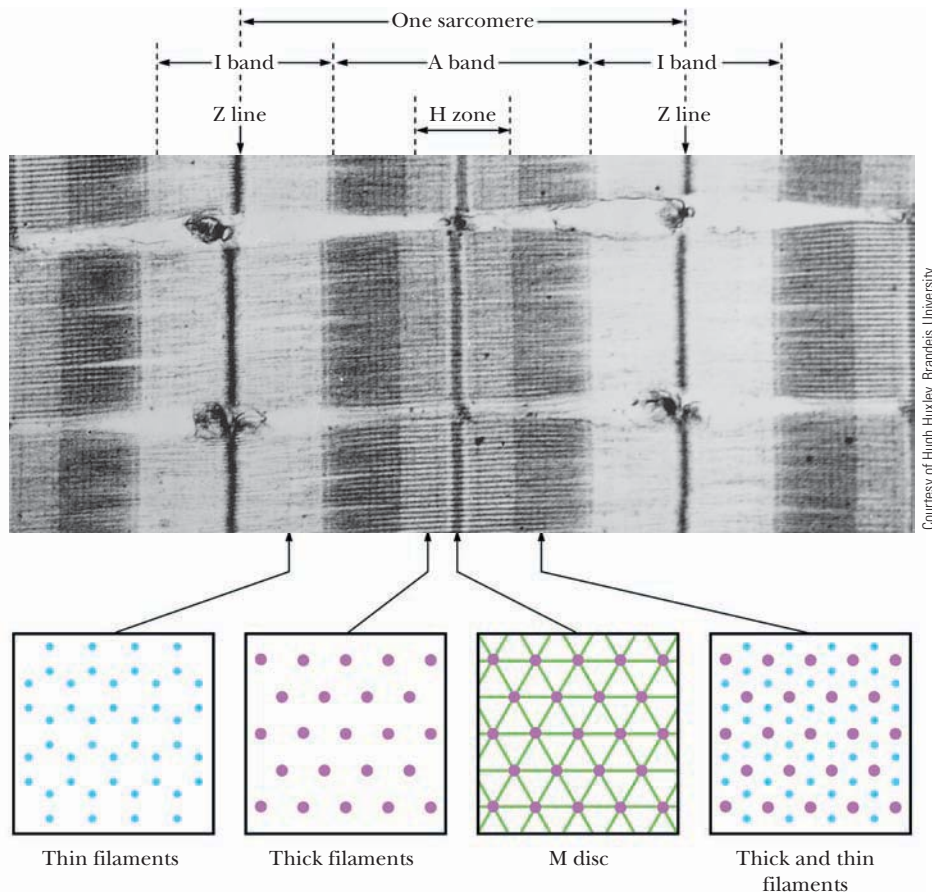 One sarcomere
I band
A band
I band
Z line
H zone
Z line
Courtesy of Hugh Huxley, Brandeis University
Thin filaments
Thick filaments
M disc
Thick and thin
filaments